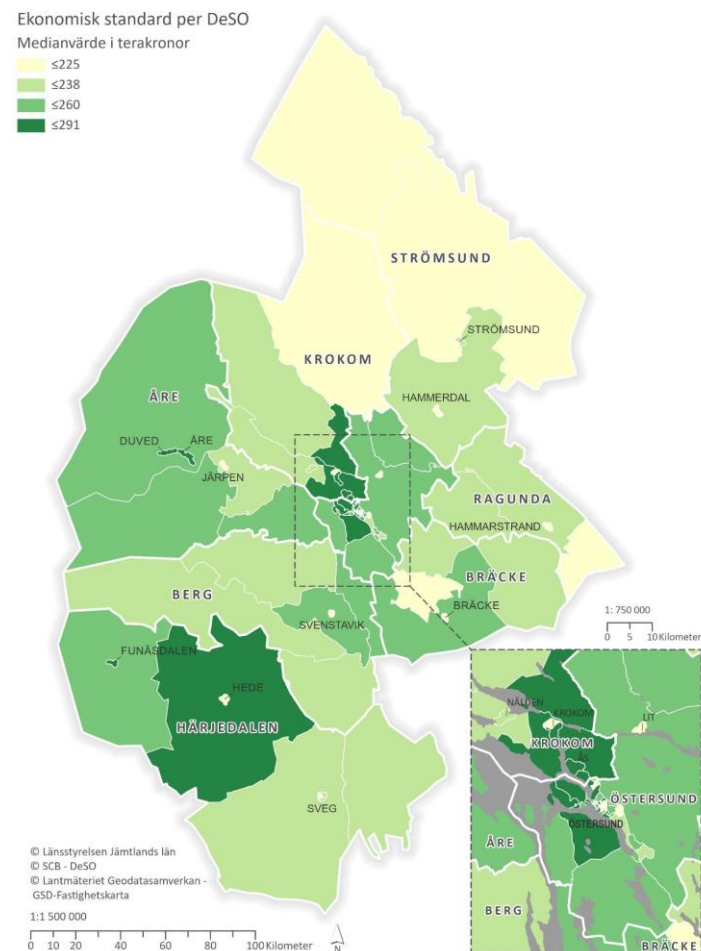 Ekonomisk standard per DeSO
Medianvärde i terakronor
≤225
≤238
≤260
≤291
STRÖMSUND
STRÖMSUND
KROKOM
HAMMERDAL
ÅRE
DUVED
ÅRE
JÄRPEN
RAGUNDA
HAMMARSTRAND
BRÄCKE
BERG
BRÄCKE
SVENSTAVIK
FUNÄSDALEN
HEDE
HÄRJEDALEN
SVEG
1: 750 000
0 5 10 Kilometer
NÄLDEN
KROKOM
LIT
KROKOM
ÅS
ÖSTERSUND
ÖSTERSUND
ÅRE
BERG
BRÄCKE
© Länsstyrelsen Jämtlands län
© SCB - DeSO
© Lantmäteriet Geodatasamverkan -
GSD-Fastighetskarta
1:1 500 000
0 20 40 60 80 100 Kilometer
N